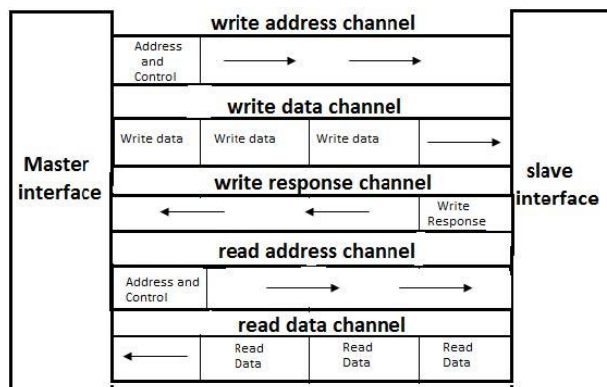 write address channel
Address
and
Control
write data channel
Write data Write data Write data
Master
interface
write response channel
Write
Response
slave
interface
read address channel
Address and
Control
read data channel
Read
Data
Read
Data
Read
Data